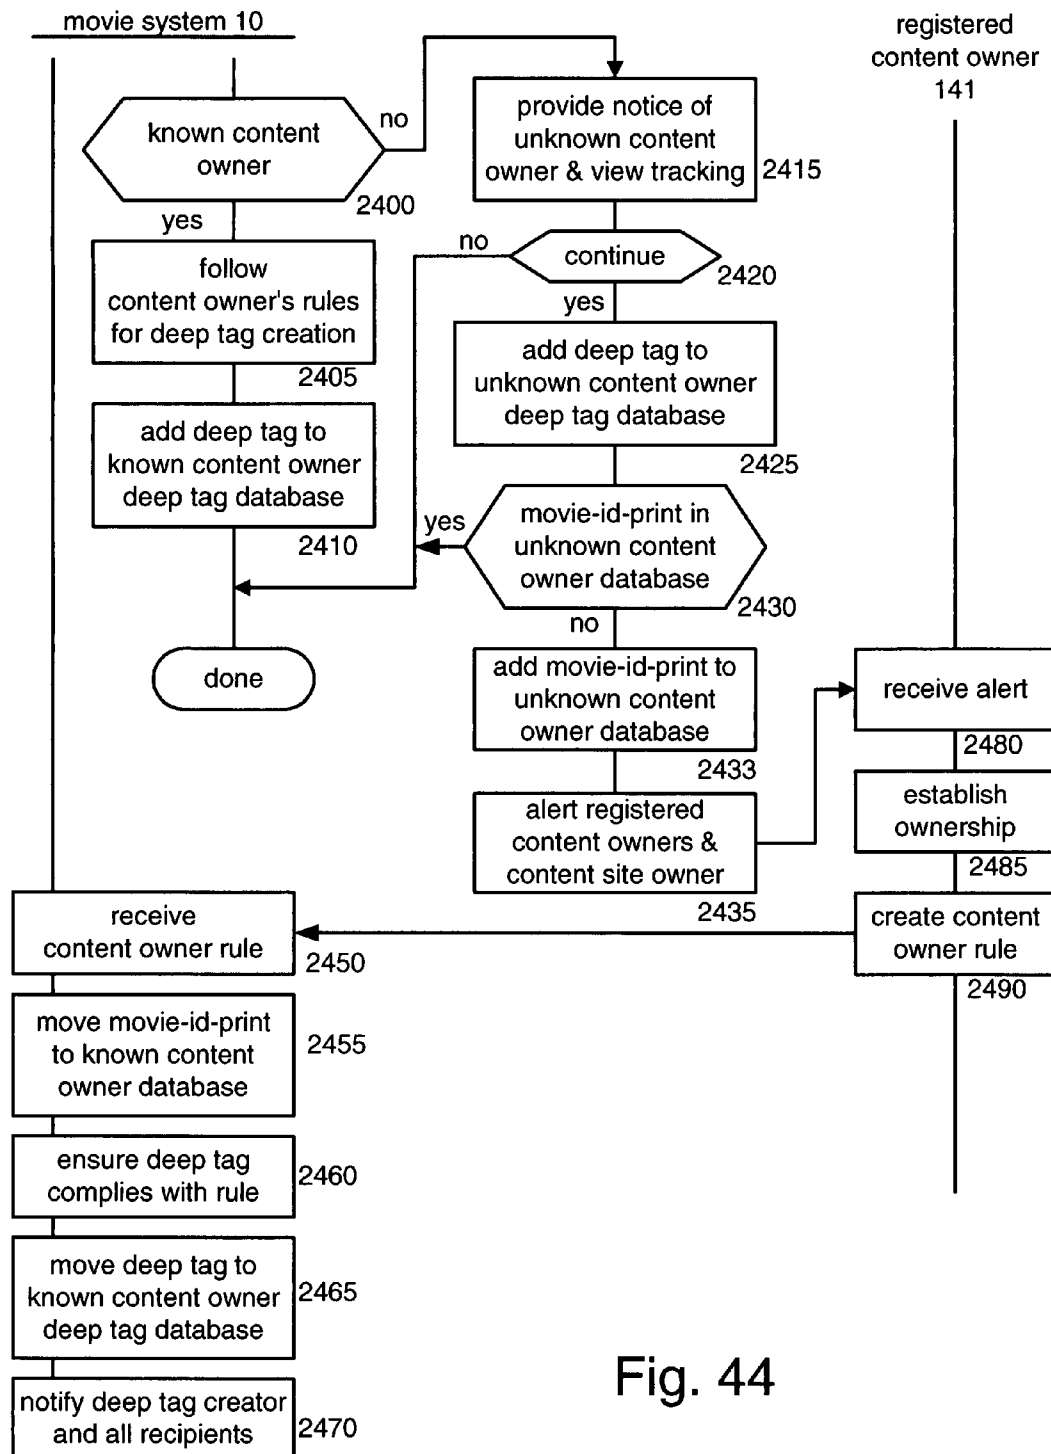 movie system 10
registered
content owner
141
known content
owner
2400
no
yes
provide notice of
unknown content
owner & view tracking
2415
continue
2420
no
yes
follow
content owner's rules
for deep tag creation
2405
add deep tag to
unknown content owner
deep tag database
2425
add deep tag to
known content owner
deep tag database
2410
movie-id-print in
unknown content
owner database
2430
yes
no
done
add movie-id-print to
unknown content
owner database
2433
receive alert
2480
alert registered
content owners &
content site owner
2435
establish
ownership
2485
receive
content owner rule
2450
create content
owner rule
2490
move movie-id-print
to known content
owner database
2455
ensure deep tag
complies with rule
2460
move deep tag to
known content owner
deep tag database
2465
notify deep tag creator
and all recipients
2470
Fig. 44